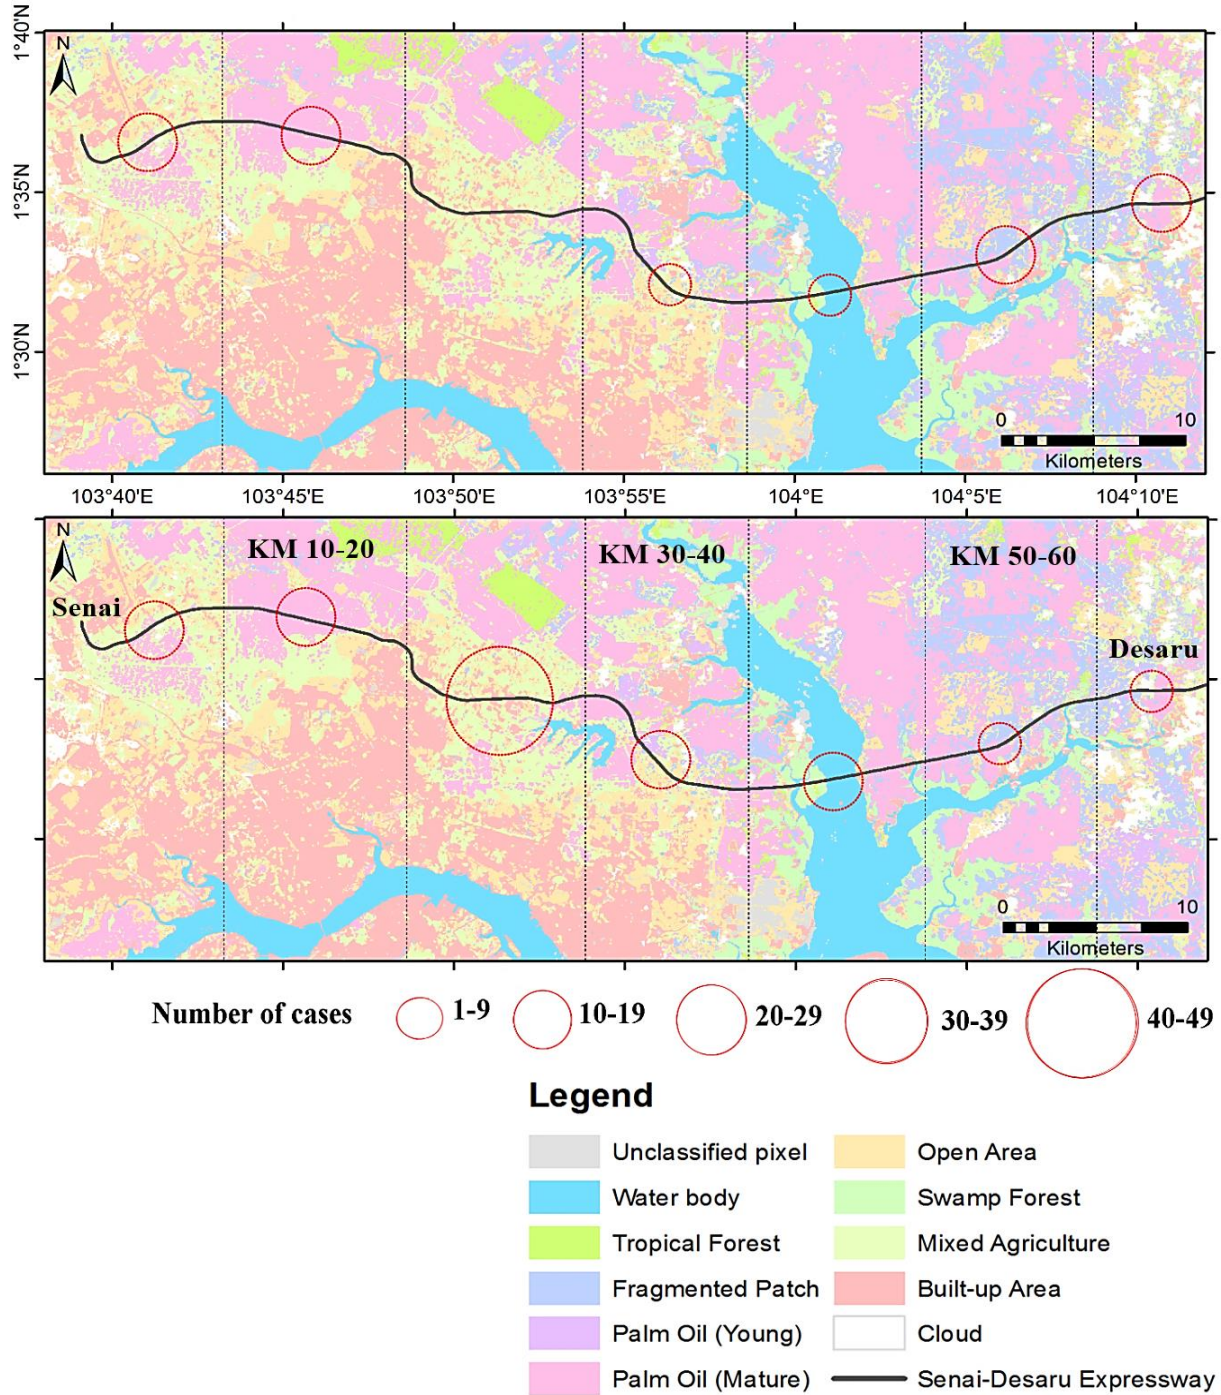 1°40'N
N
1°35'N
1°30'N
0 10
Kilometers
103°40'E 103°45'E 103°50'E 103°55'E 104°E 104°5'E 104°10'E
N
KM 10-20 KM 30-40 KM 50-60
Senai
Desaru
0 10
Kilometers
Number of cases 1-9 10-19 20-29 30-39 40-49
Legend
Unclassified pixel Open Area
Water body Swamp Forest
Tropical Forest Mixed Agriculture
Fragmented Patch Built-up Area
Palm Oil (Young) Cloud
Palm Oil (Mature) Senai-Desaru Expressway